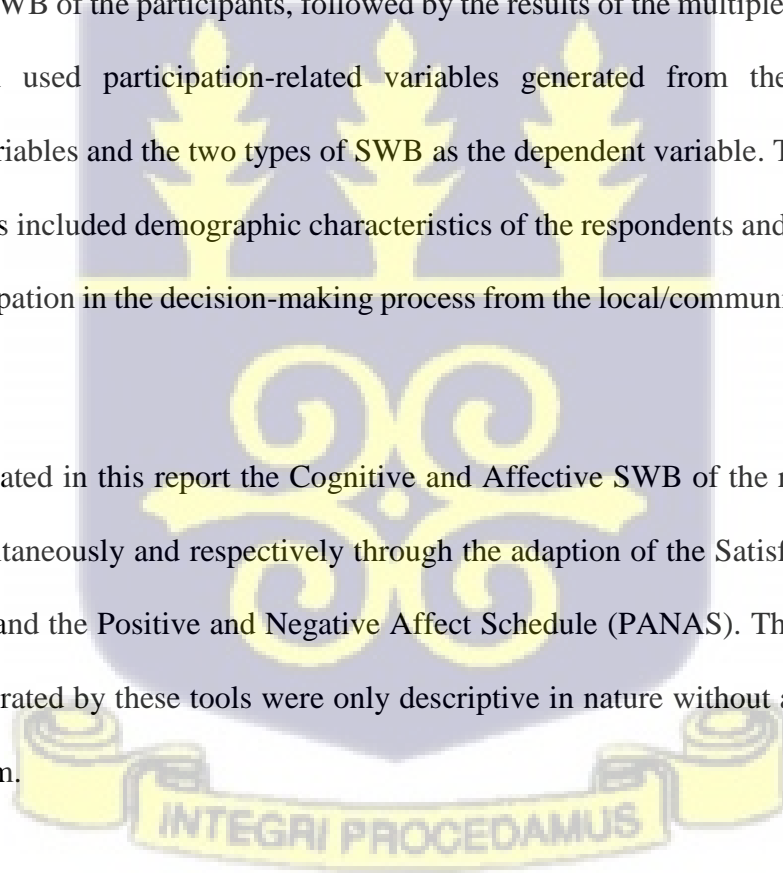 WB of the participants, followed by the results of the multiple
used participation-related variables generated from the
riables and the two types of SWB as the dependent variable. T
s included demographic characteristics of the respondents and
pation in the decision-making process from the local/communi
ated in this report the Cognitive and Affective SWB of the
ltaneously and respectively through the adaption of the Satisf
and the Positive and Negative Affect Schedule (PANAS). Th
rated by these tools were only descriptive in nature without a
m.
INTEGRI PROCEDAMUS